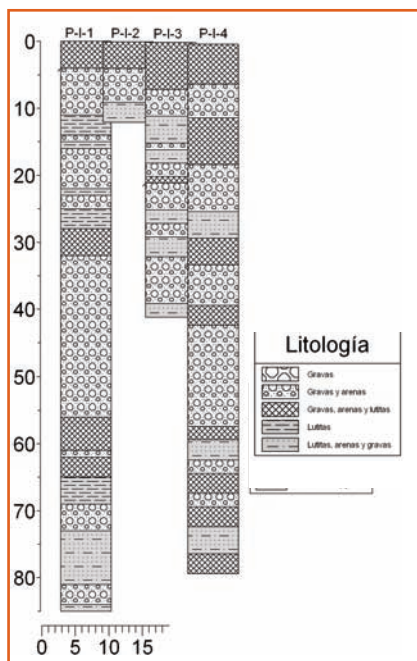 P-I-1 P-I-2 P-I-3 P-I-4
0
10
20
30
40
50
60
70
80
Litología
Gravas
Gravas y arenas
Gravas, arenas y lutitas
Lutitas
Lutitas, arenas y gravas
0 5 10 15